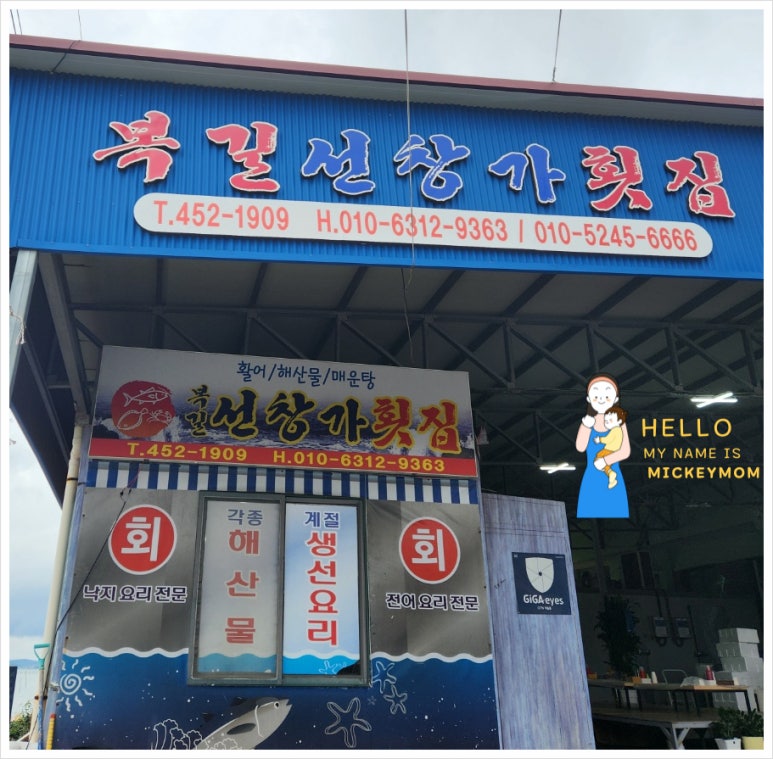 복길선창가횟집
T.452-1909 H.010-6312-9363 / 010-5245-6666
활어/해산물/매운탕
복길 선창가횟집
T.452-1909 H.010-6312-9363
HELLO
MY NAME IS
MICKEYMOM
회
낙지 요리 전문
각종
해산물
계절
생선요리
회
전어 요리 전문
GiGAeyes